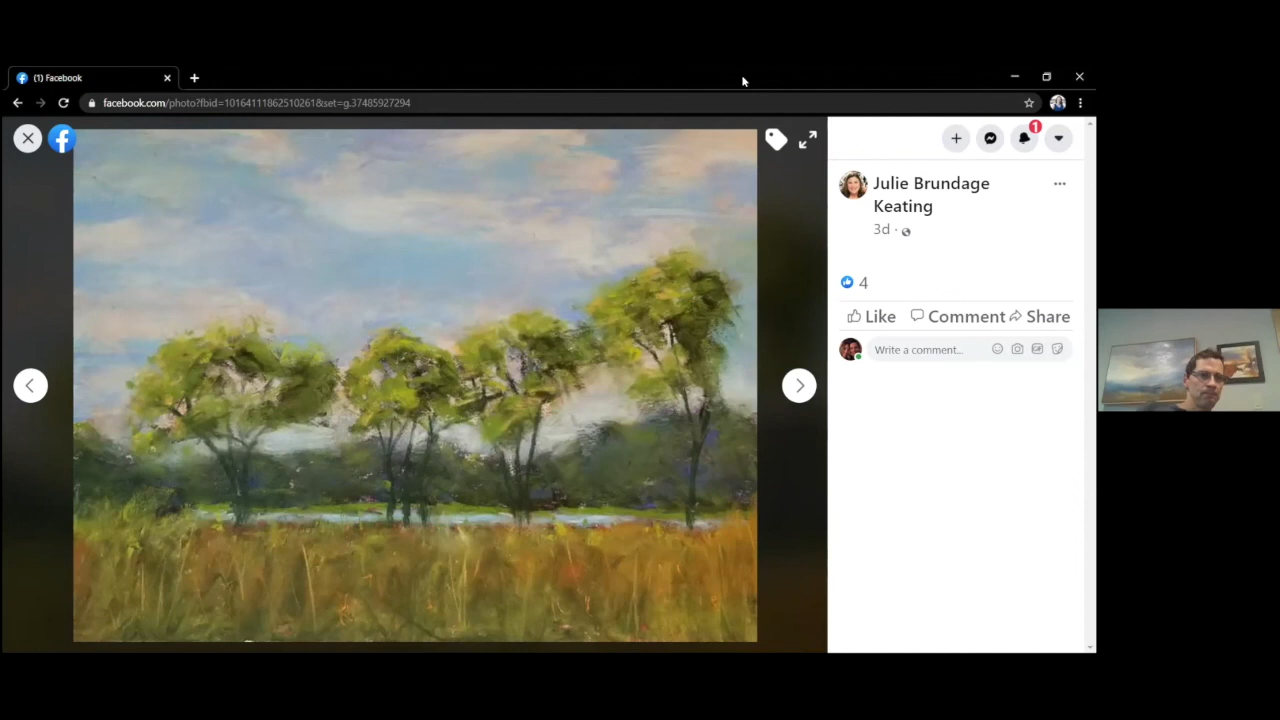 (1) Facebook
facebook.com/photo?fbid=10164111862510261&set=g.37485927294
1
Julie Brundage
Keating
3d ·
4
Like Comment Share
Write a comment...
GIF